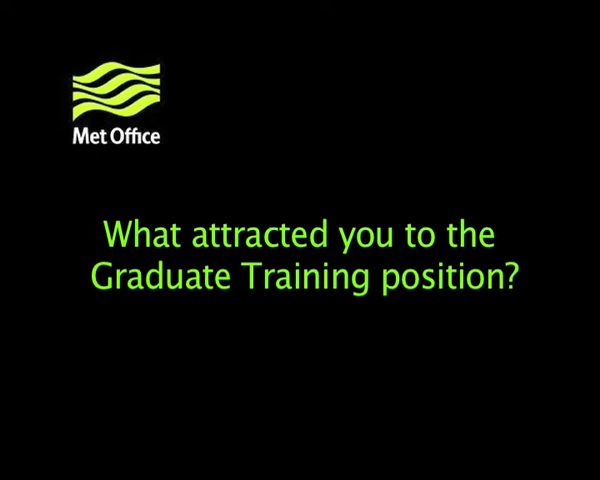 Met Office
What attracted you to the
Graduate Training position?